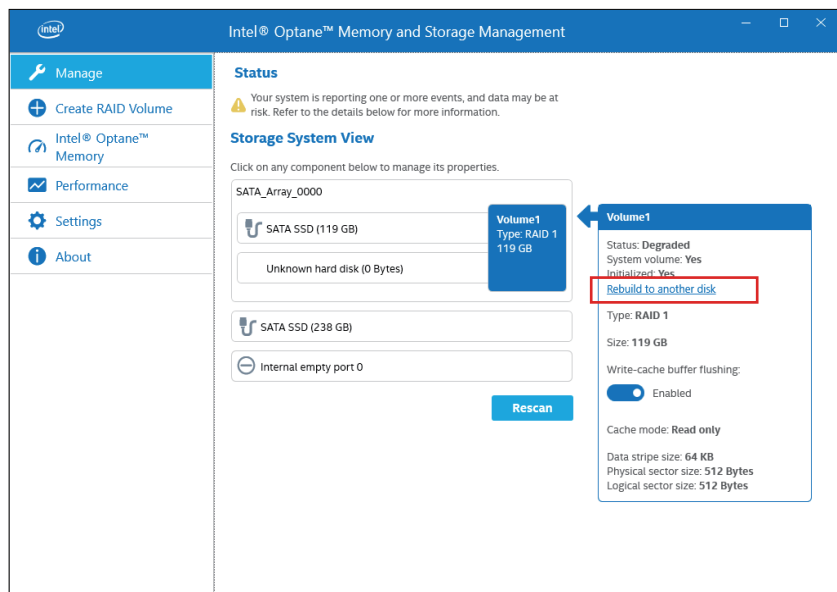 intel
Intel® Optane™ Memory and Storage Management
Manage
Create RAID Volume
Intel® Optane™
Memory
Performance
Settings
About
Status
Your system is reporting one or more events, and data may be at
risk. Refer to the details below for more information.
Storage System View
Click on any component below to manage its properties.
SATA_Array_0000
SATA SSD (119 GB)
Unknown hard disk (0 Bytes)
Volume1
Type: RAID 1
119 GB
SATA SSD (238 GB)
Internal empty port 0
Rescan
Volume1
Status: Degraded
System volume: Yes
Initialized: Yes
Rebuild to another disk
Type: RAID 1
Size: 119 GB
Write-cache buffer flushing:
Enabled
Cache mode: Read only
Data stripe size: 64 KB
Physical sector size: 512 Bytes
Logical sector size: 512 Bytes